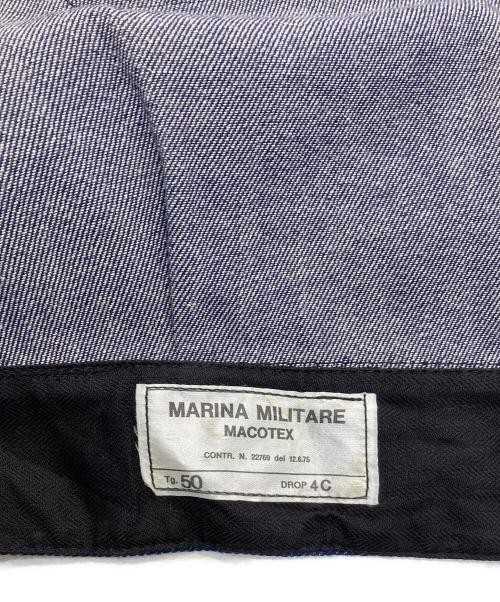 MARINA MILITARE
MACOTEX
CONTR. N. 22769 del 12.6.75
Tg. 50 DROP 4 C